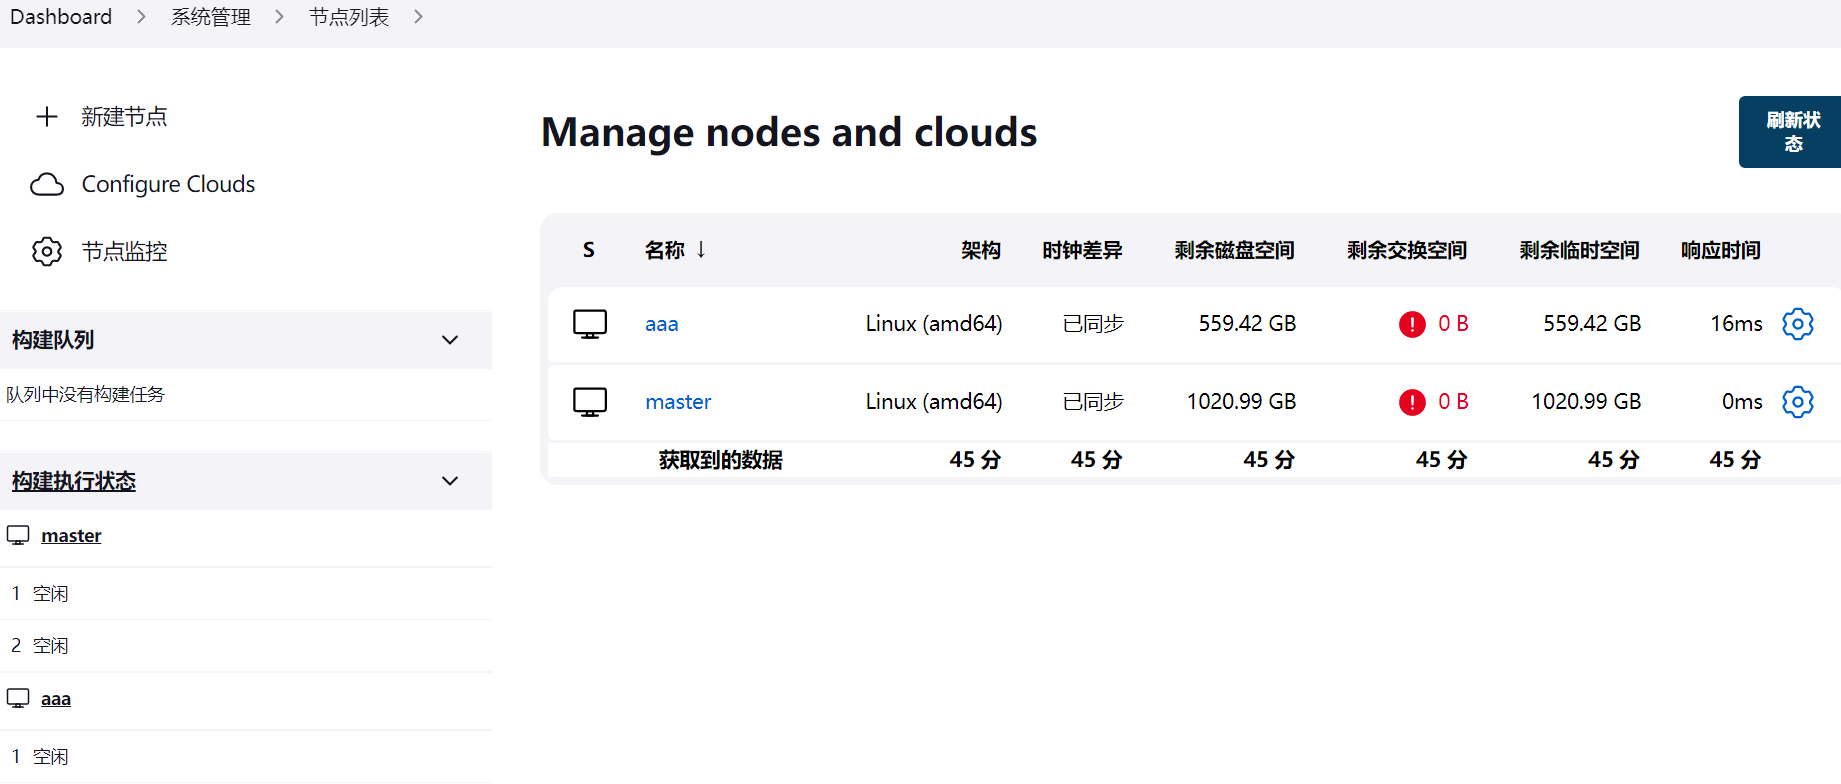 Dashboard 系统管理 节点列表
新建节点
Configure Clouds
节点监控
构建队列
队列中没有构建任务
构建执行状态
master
1 空闲
2 空闲
aaa
1 空闲
Manage nodes and clouds
刷新状
态
S 名称 ↓ 架构 时钟差异 剩余磁盘空间 剩余交换空间 剩余临时空间 响应时间
aaa Linux (amd64) 已同步 559.42 GB 0 B 559.42 GB 16ms
master Linux (amd64) 已同步 1020.99 GB 0 B 1020.99 GB 0ms
获取到的数据 45 分 45 分 45 分 45 分 45 分 45 分